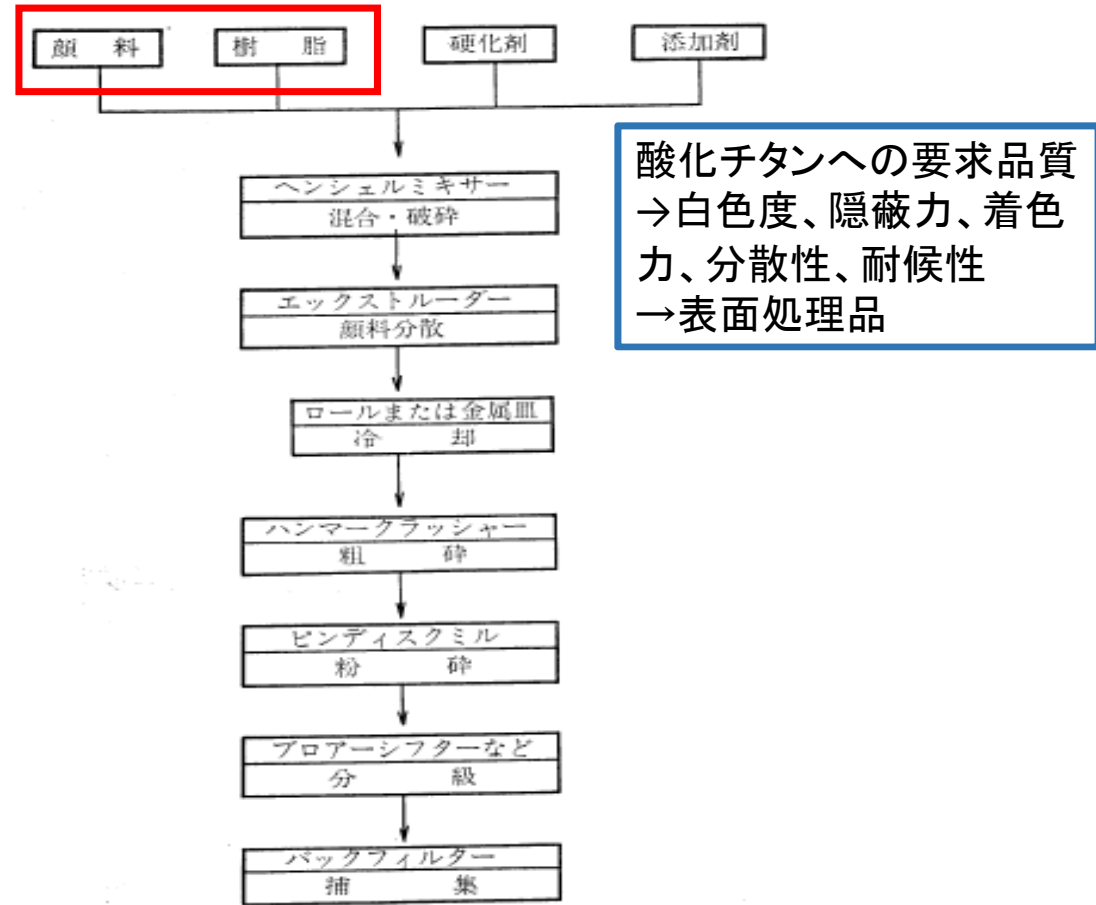 顔料 樹脂 硬化剤 添加剤
酸化チタンへの要求品質
→白色度、隠蔽力、着色
力、分散性、耐候性
→表面処理品
ヘンシェルミキサー
混合・破砕
エックストルーダー
顔料分散
ロールまたは金属皿
冷却
ハンマークラッシャー
粗砕
ピンディスクミル
粉砕
ブロアーシフターなど
分級
バックフィルター
捕集